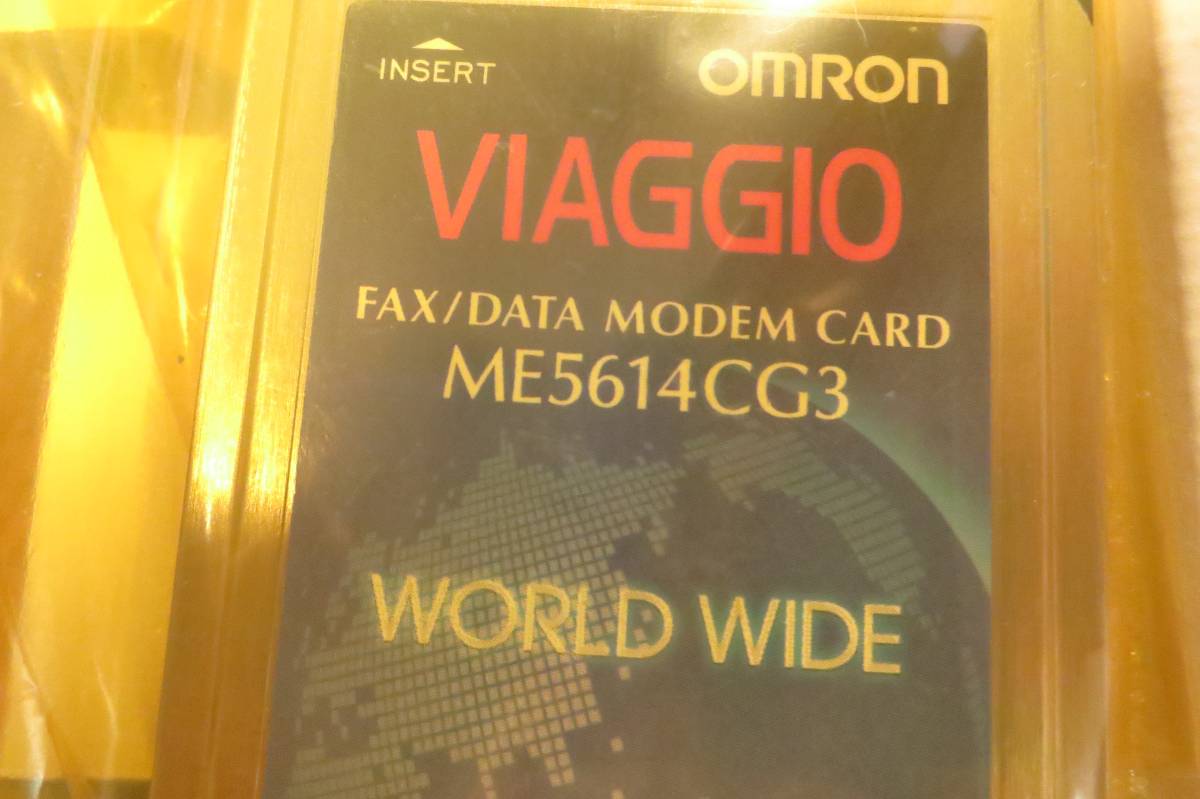 INSERT
OMRON
VIAGGIO
FAX/DATA MODEM CARD
ME5614CG3
WORLD WIDE